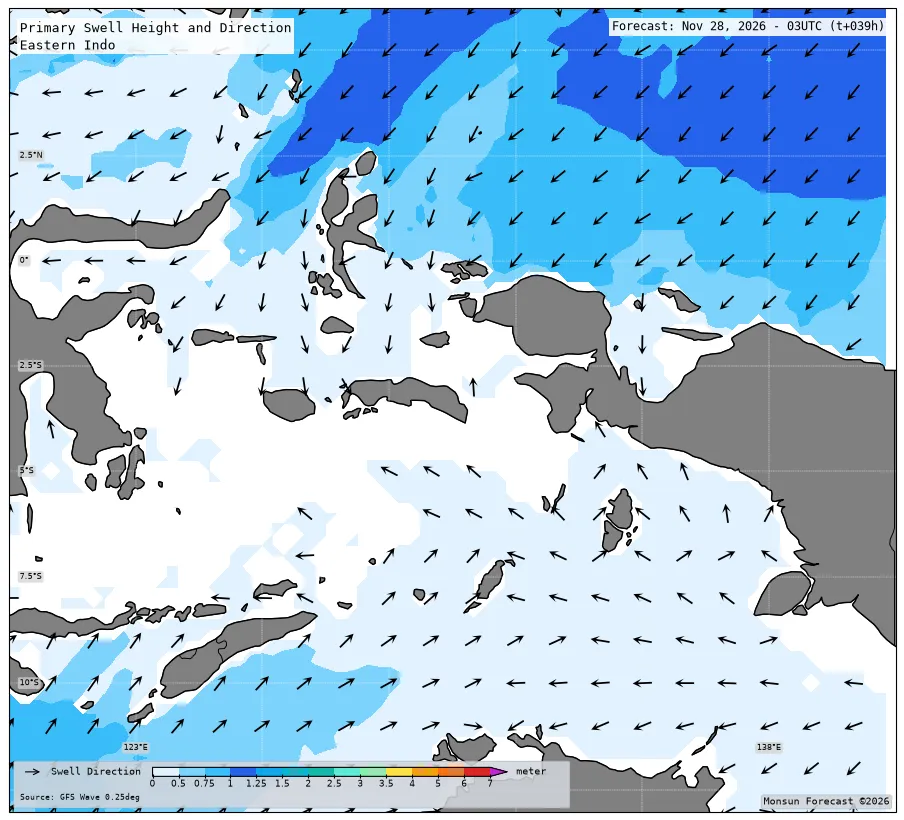 Primary Swell Height and Direction
Eastern Indo
Forecast: Nov 28, 2026 - 03UTC (t+039h)
2.5°N
0°
2.5°S
5°S
7.5°S
10°S
123°E
138°E
Swell Direction
meter
0 0.5 0.75 1 1.25 1.5 2 2.5 3 3.5 4 5 6 7
Source: GFS Wave 0.25deg
Monsun Forecast ©2026